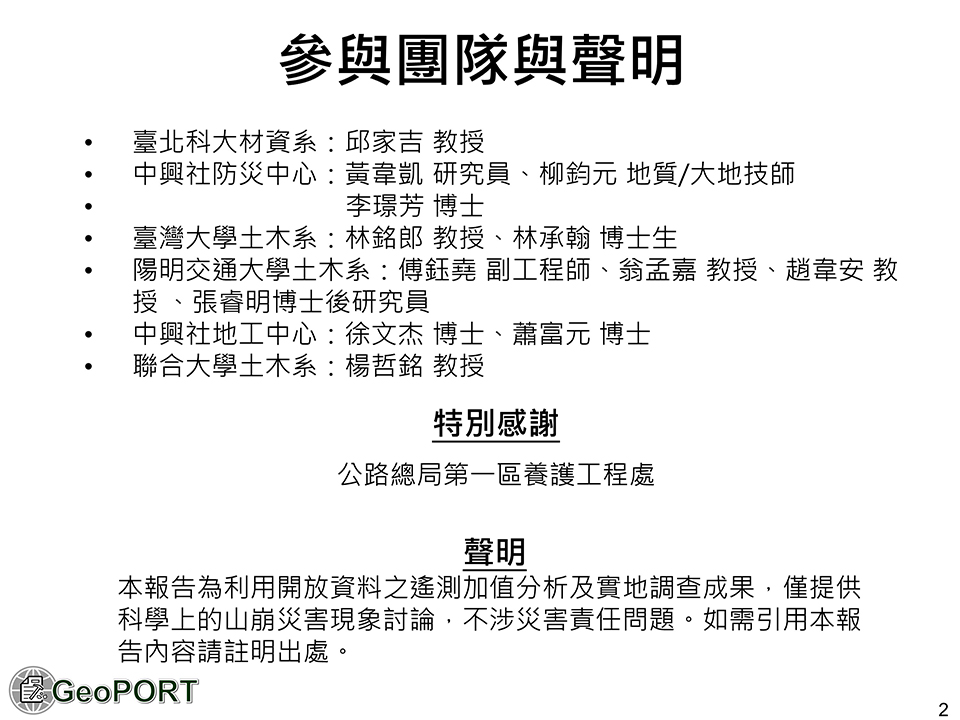 參與團隊與聲明
• 臺北科大材資系：邱家吉 教授
• 中興社防災中心：黃韋凱 研究員、柳鈞元 地質/大地技師
• 李璟芳 博士
• 臺灣大學土木系：林銘郎 教授、林承翰 博士生
• 陽明交通大學土木系：傅鈺堯 副工程師、翁孟嘉 教授、趙韋安 教
授 、張睿明博士後研究員
• 中興社地工中心：徐文杰 博士、蕭富元 博士
• 聯合大學土木系：楊哲銘 教授
特別感謝
公路總局第一區養護工程處
聲明
本報告為利用開放資料之遙測加值分析及實地調查成果，僅提供
科學上的山崩災害現象討論，不涉災害責任問題。如需引用本報
告內容請註明出處。
GeoPORT
2